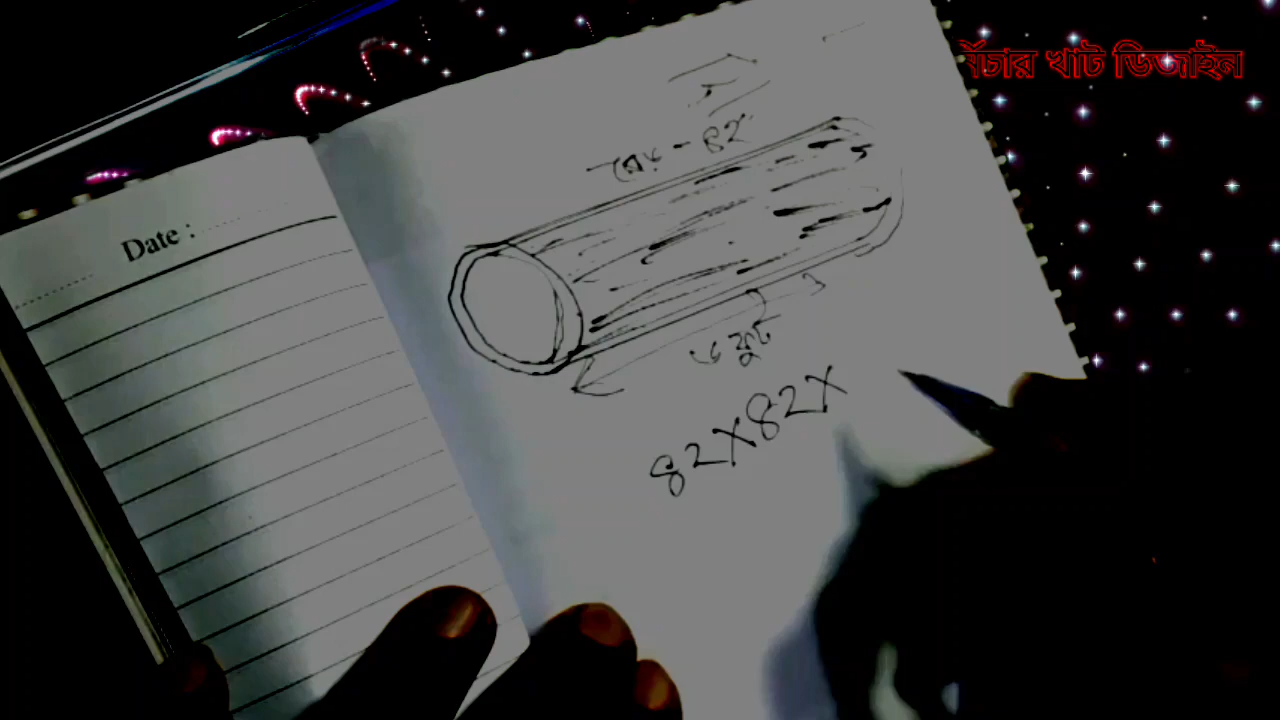 খাট ডিজাইন
Date :
বেড় - ৪২
৬ ফুট
৪২X৪২X